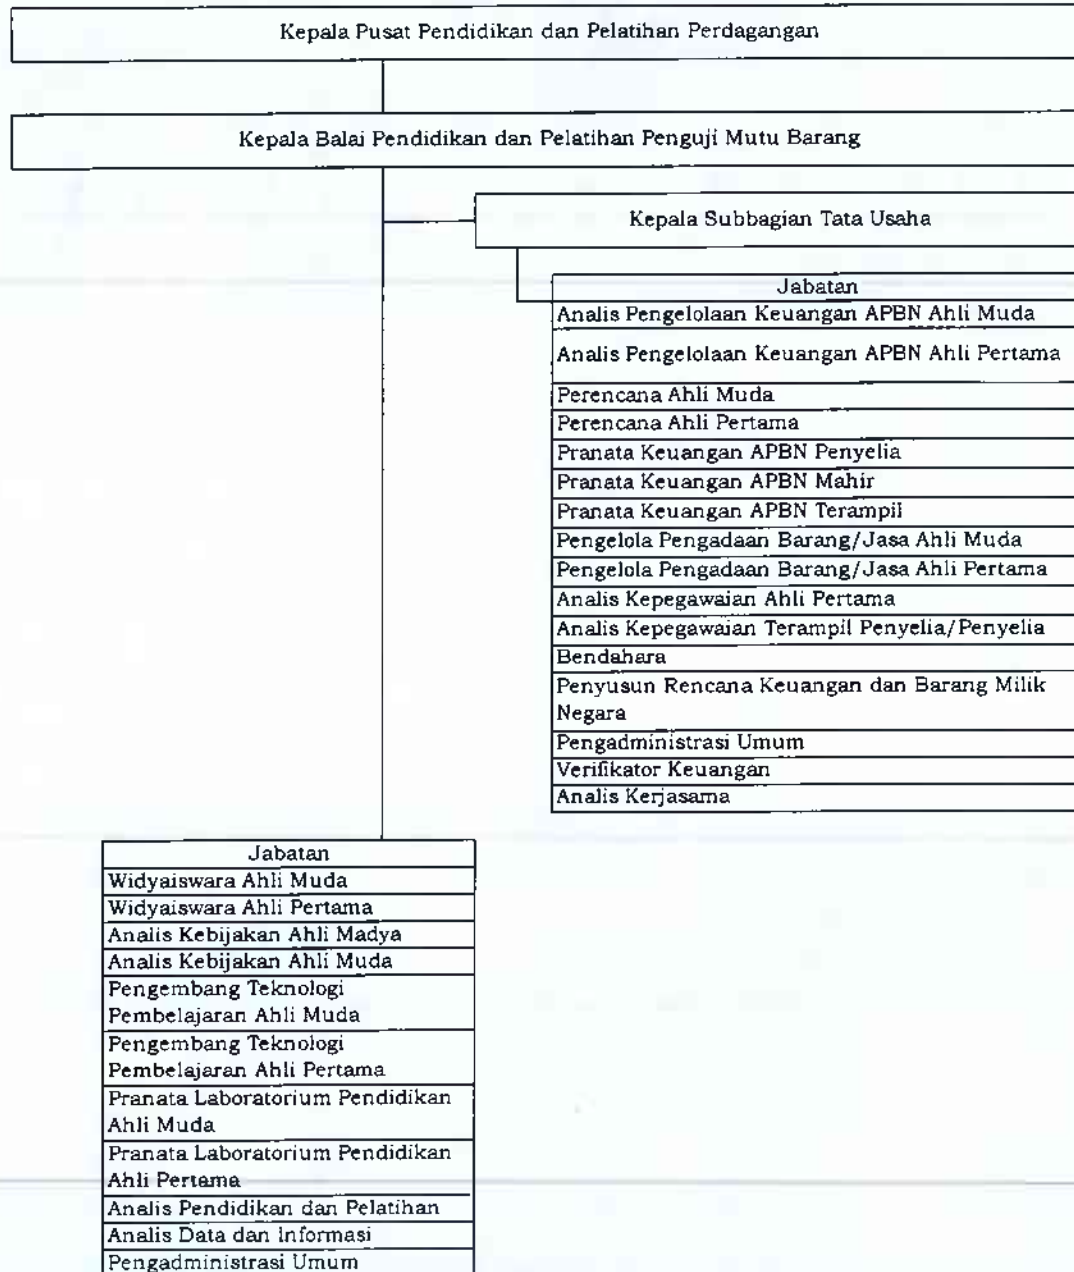 Kepala Pusat Pendidikan dan Pelatihan Perdagangan
Kepala Balai Pendidikan dan Pelatihan Penguji Mutu Barang
Kepala Subbagian Tata Usaha
Jabatan
Analis Pengelolaan Keuangan APBN Ahli Muda
Analis Pengelolaan Keuangan APBN Ahli Pertama
Perencana Ahli Muda
Perencana Ahli Pertama
Pranata Keuangan APBN Penyelia
Pranata Keuangan APBN Mahir
Pranata Keuangan APBN Terampil
Pengelola Pengadaan Barang/Jasa Ahli Muda
Pengelola Pengadaan Barang/Jasa Ahli Pertama
Analis Kepegawaian Ahli Pertama
Analis Kepegawaian Terampil Penyelia/Penyelia
Bendahara
Penyusun Rencana Keuangan dan Barang Milik
Negara
Pengadministrasi Umum
Verifikator Keuangan
Analis Kerjasama
Jabatan
Widyaiswara Ahli Muda
Widyaiswara Ahli Pertama
Analis Kebijakan Ahli Madya
Analis Kebijakan Ahli Muda
Pengembang Teknologi
Pembelajaran Ahli Muda
Pengembang Teknologi
Pembelajaran Ahli Pertama
Pranata Laboratorium Pendidikan
Ahli Muda
Pranata Laboratorium Pendidikan
Ahli Pertama
Analis Pendidikan dan Pelatihan
Analis Data dan Informasi
Pengadministrasi Umum